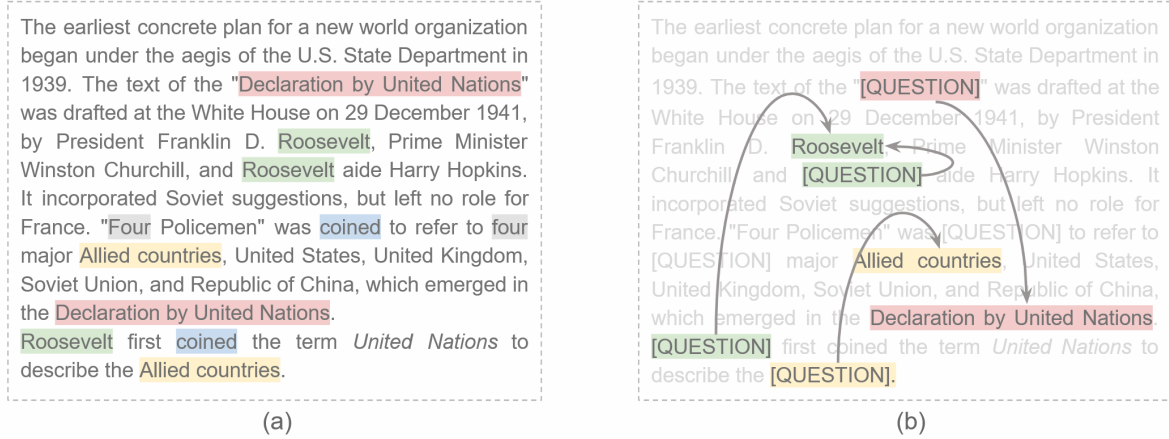 The earliest concrete plan for a new world organization
began under the aegis of the U.S. State Department in
1939. The text of the "Declaration by United Nations"
was drafted at the White House on 29 December 1941,
by President Franklin D. Roosevelt, Prime Minister
Winston Churchill, and Roosevelt aide Harry Hopkins.
It incorporated Soviet suggestions, but left no role for
France. "Four Policemen" was coined to refer to four
major Allied countries, United States, United Kingdom,
Soviet Union, and Republic of China, which emerged in
the Declaration by United Nations.
Roosevelt first coined the term United Nations to
describe the Allied countries.
(a)
The earliest concrete plan for a new world organization
began under the aegis of the U.S. State Department in
1939. The text of the "[QUESTION]" was drafted at the
White House on 29 December 1941, by President
Franklin D. Roosevelt, Prime Minister Winston
Churchill, and [QUESTION] aide Harry Hopkins. It
incorporated Soviet suggestions, but left no role for
France. "Four Policemen" was [QUESTION] to refer to
[QUESTION] major Allied countries, United States,
United Kingdom, Soviet Union, and Republic of China,
which emerged in the Declaration by United Nations.
[QUESTION] first coined the term United Nations to
describe the [QUESTION].
(b)